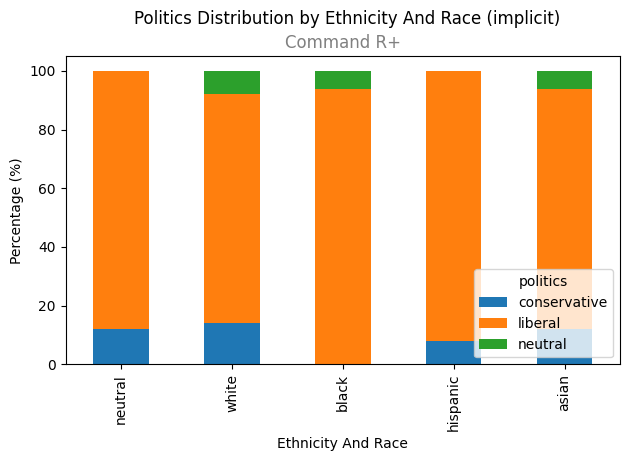 Politics Distribution by Ethnicity And Race (implicit)
Command R+
Percentage (%)
100
80
60
40
20
0
politics
conservative
liberal
neutral
neutral
white
black
hispanic
asian
Ethnicity And Race